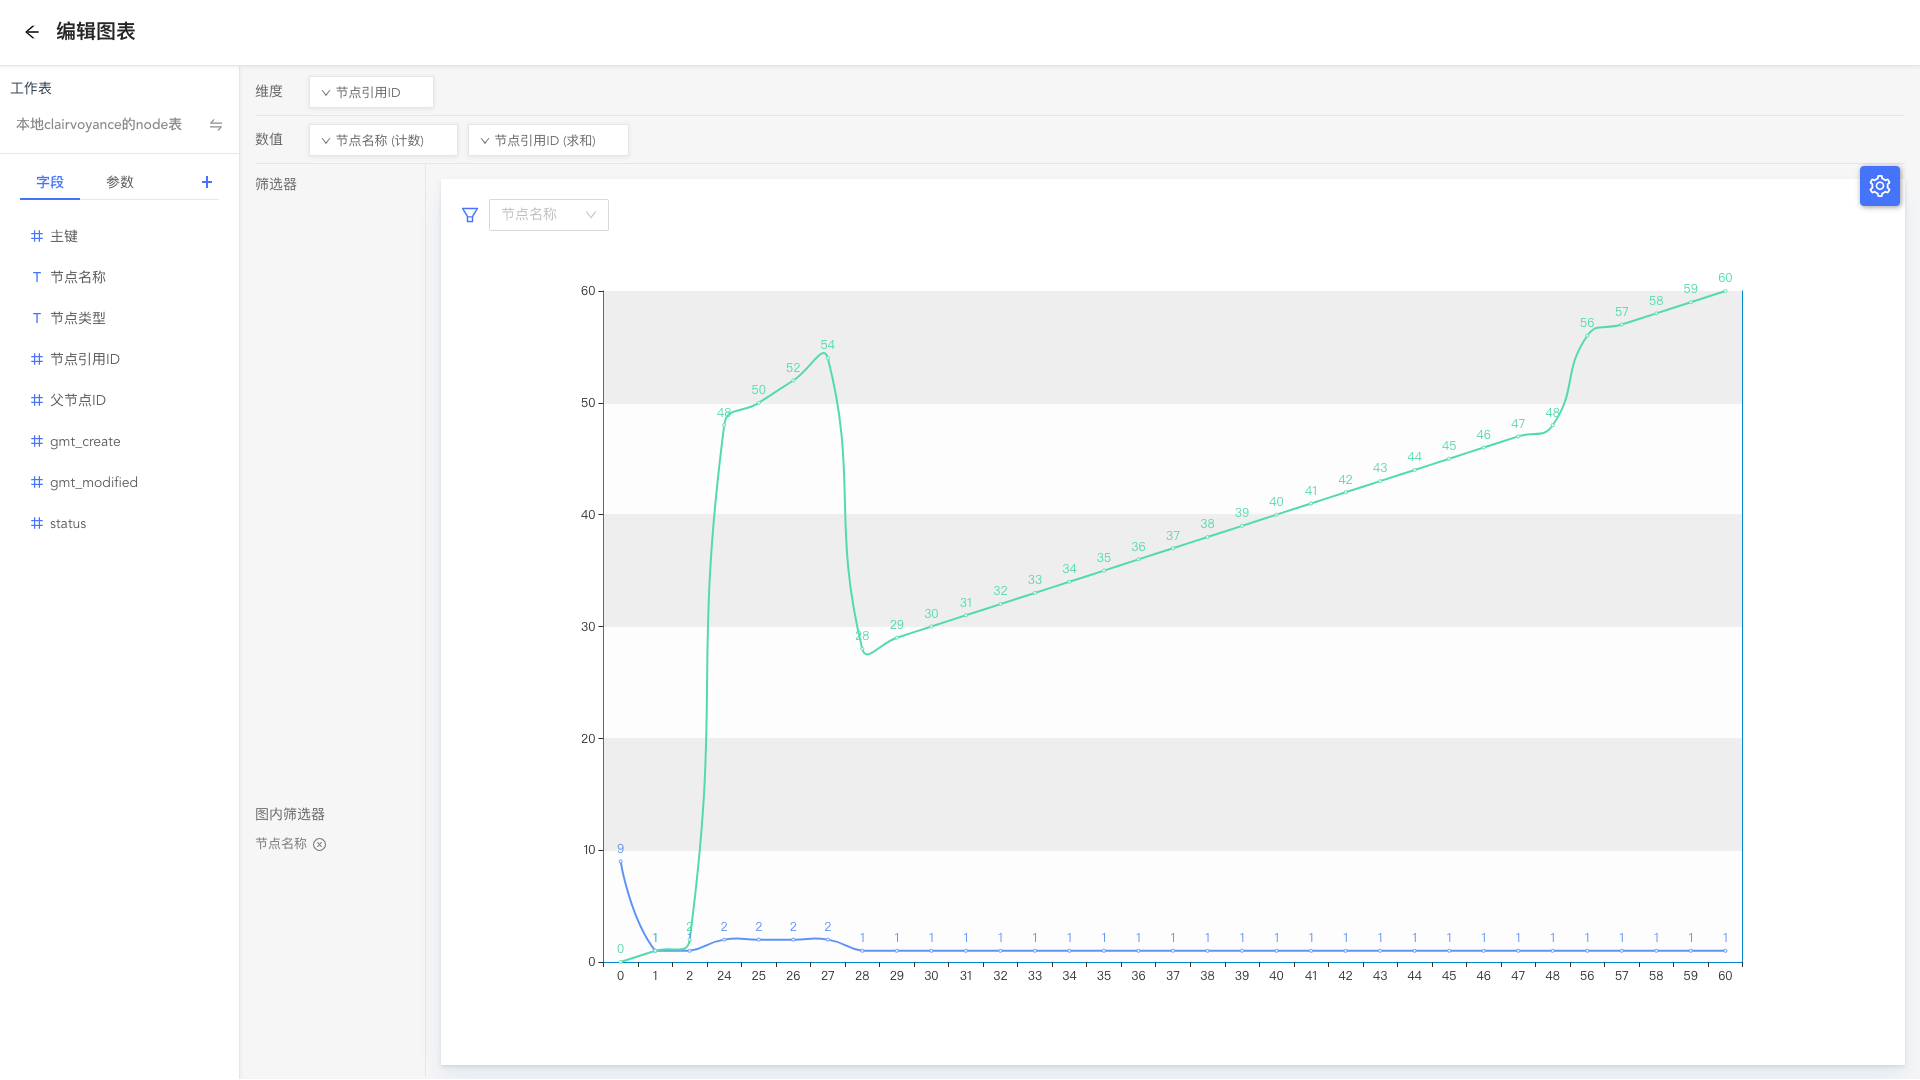 编辑图表
工作表
本地clairvoyance的node表
字段 参数 +
主键
T 节点名称
T 节点类型
节点引用ID
父节点ID
gmt_create
gmt_modified
status
维度 节点引用ID
数值 节点名称 (计数) 节点引用ID (求和)
筛选器
图内筛选器
节点名称
节点名称
60
50
40
30
20
10
0
0 1 2 48 50 52 54 28 29 30 31 32 33 34 35 36 37 38 39 40 41 42 43 44 45 46 47 48 56 57 58 59 60
9 1 1 2 2 2 2 1 1 1 1 1 1 1 1 1 1 1 1 1 1 1 1 1 1 1 1 1 1 1 1 1 1
0 1 2 24 25 26 27 28 29 30 31 32 33 34 35 36 37 38 39 40 41 42 43 44 45 46 47 48 56 57 58 59 60